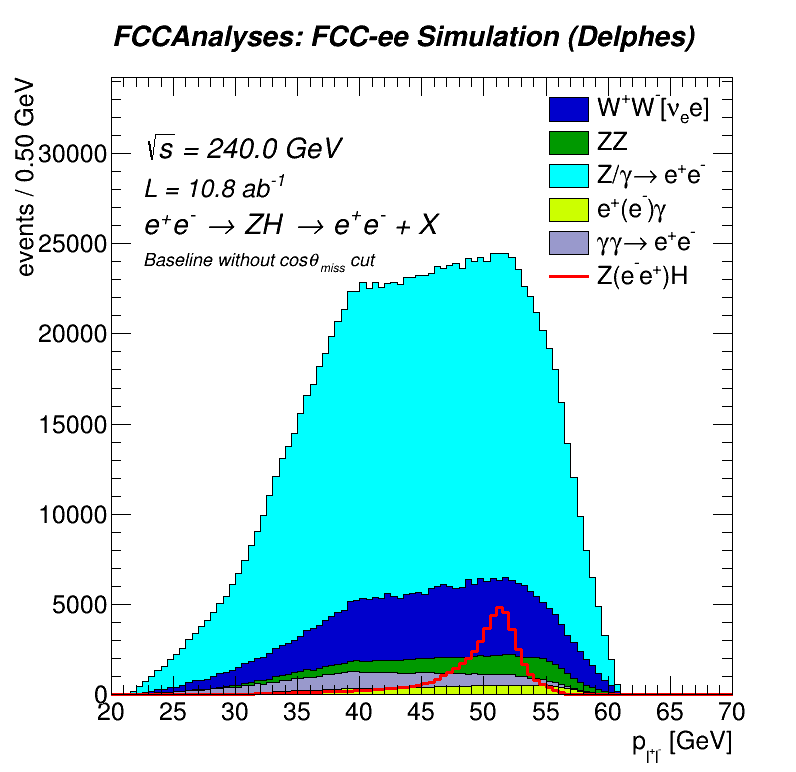 FCCAnalyses: FCC-ee Simulation (Delphes)
events / 0.50 GeV
√s = 240.0 GeV
L = 10.8 ab⁻¹
e⁺e⁻ → ZH → e⁺e⁻ + X
Baseline without cosθ_miss cut
W⁺W⁻[νₑe]
ZZ
Z/γ→ e⁺e⁻
e⁺(e⁻)γ
γγ→ e⁺e⁻
Z(e⁻e⁺)H
30000
25000
20000
15000
10000
5000
0
20 25 30 35 40 45 50 55 60 65 70
p_l⁺l⁻ [GeV]